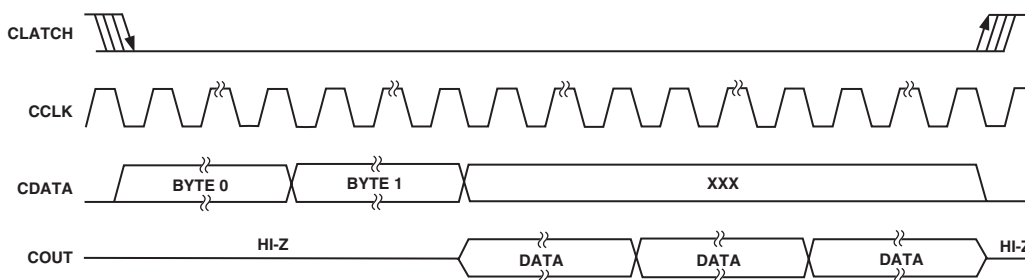 CLATCH
CCLK
CDATA BYTE 0 BYTE 1 XXX
COUT HI-Z DATA DATA DATA HI-Z